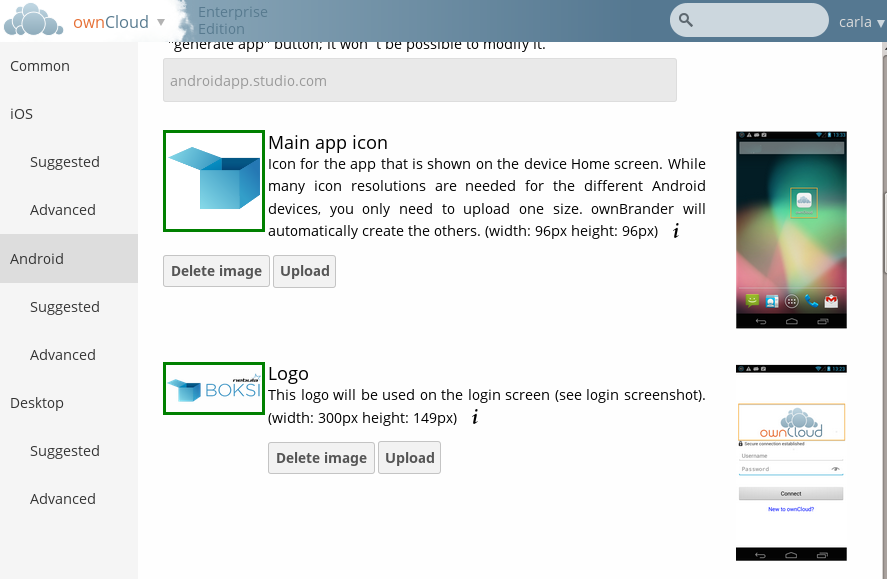 ownCloud
Enterprise
Edition
carla
"generate app" button; it won´t be possible to modify it.
androidapp.studio.com
Common
iOS
Suggested
Advanced
Android
Suggested
Advanced
Desktop
Suggested
Advanced
Main app icon
Icon for the app that is shown on the device Home screen. While
many icon resolutions are needed for the different Android
devices, you only need to upload one size. ownBrander will
automatically create the others. (width: 96px height: 96px) i
Delete image
Upload
nebula
BOKSI
Logo
This logo will be used on the login screen (see login screenshot).
(width: 300px height: 149px) i
Delete image
Upload
13:23
ownCloud
Secure connection established
Username
Password
Connect
New to ownCloud?